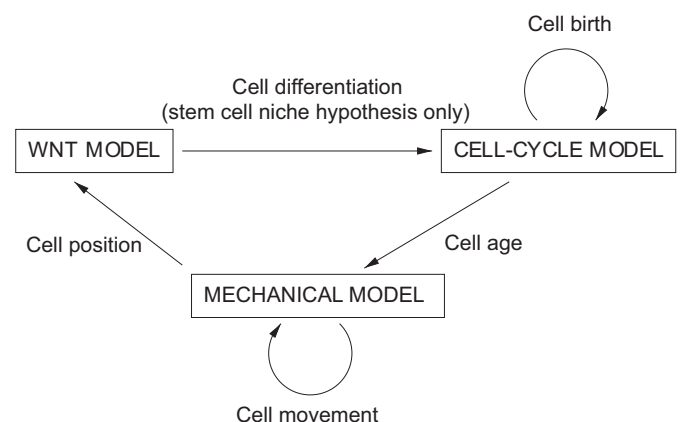 Cell birth
Cell differentiation
(stem cell niche hypothesis only)
WNT MODEL
CELL-CYCLE MODEL
Cell position
Cell age
MECHANICAL MODEL
Cell movement